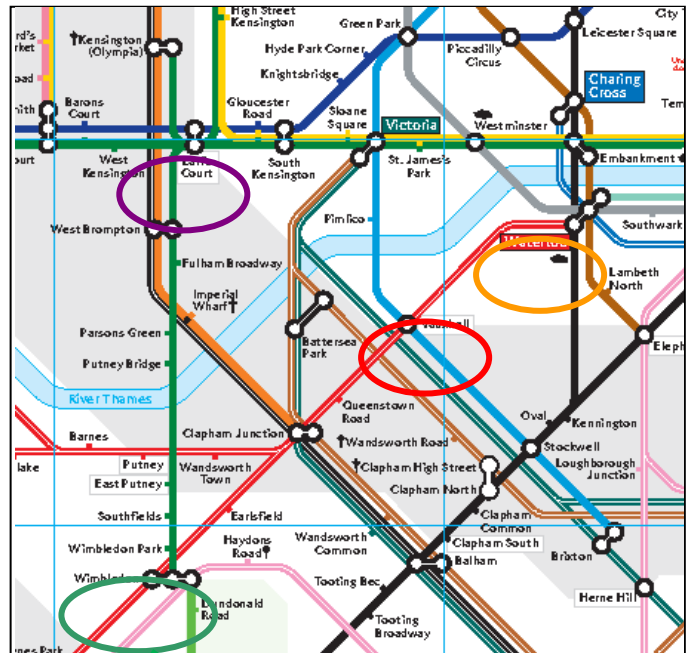 High Street
Kensington
Green Park
City
Leicester Square
Kensington
(Olympia)
Hyde Park Corner
Piccadilly
Circus
Knightsbridge
Charing
Cross
Barons
Court
Gloucester
Road
Sloane
Square
Victoria
Westminster
West
Kensington
Court
South
Kensington
St. James's
Park
Embankment
Pimlico
West Brompton
Waterloo
Southwark
Fulham Broadway
Lambeth
North
Imperial
Wharf
Parsons Green
Battersea
Park
Putney Bridge
River Thames
Queenstown
Road
Oval
Kennington
Barnes
Clapham Junction
Wandsworth Road
Stockwell
Putney
Wandsworth
Town
Clapham High Street
Loughborough
Junction
East Putney
Clapham North
Southfields
Earlsfield
Clapham
Common
Wandsworth
Common
Clapham South
Wimbledon Park
Haydons
Road
Brixton
Balham
Tooting Bec
Herne Hill
Road
Tooting
Broadway